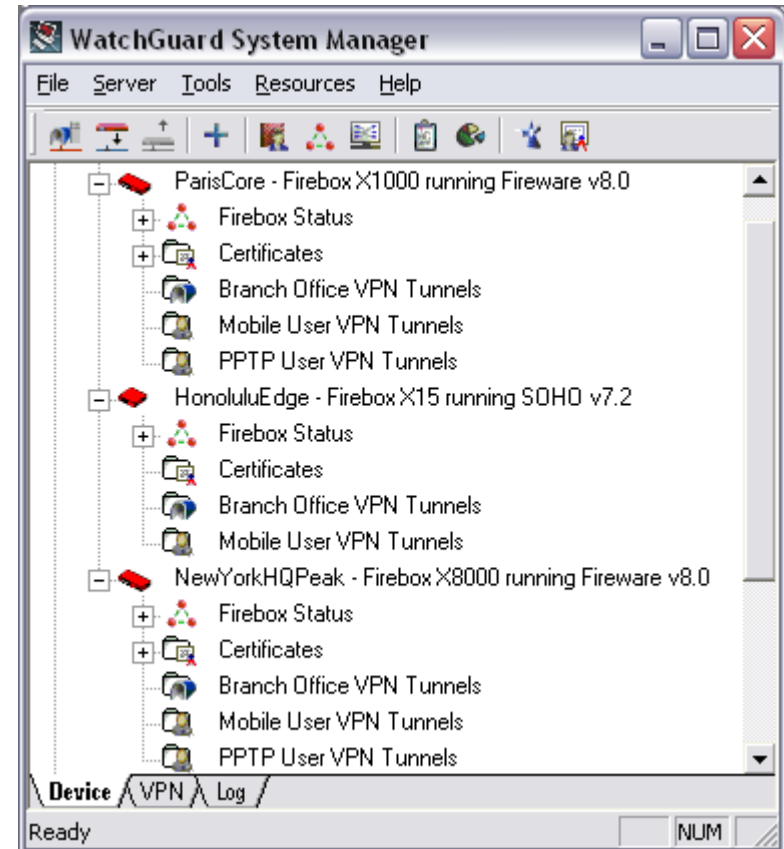 WatchGuard System Manager
File Server Tools Resources Help
ParisCore - Firebox X1000 running Fireware v8.0
Firebox Status
Certificates
Branch Office VPN Tunnels
Mobile User VPN Tunnels
PPTP User VPN Tunnels
HonoluluEdge - Firebox X15 running SOHO v7.2
Firebox Status
Certificates
Branch Office VPN Tunnels
Mobile User VPN Tunnels
NewYorkHQPeak - Firebox X8000 running Fireware v8.0
Firebox Status
Certificates
Branch Office VPN Tunnels
Mobile User VPN Tunnels
PPTP User VPN Tunnels
Device VPN Log
Ready NUM